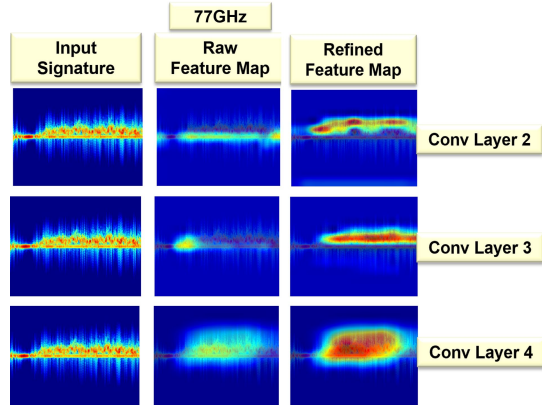 77GHz
Input
Signature
Raw
Feature Map
Refined
Feature Map
Conv Layer 2
Conv Layer 3
Conv Layer 4